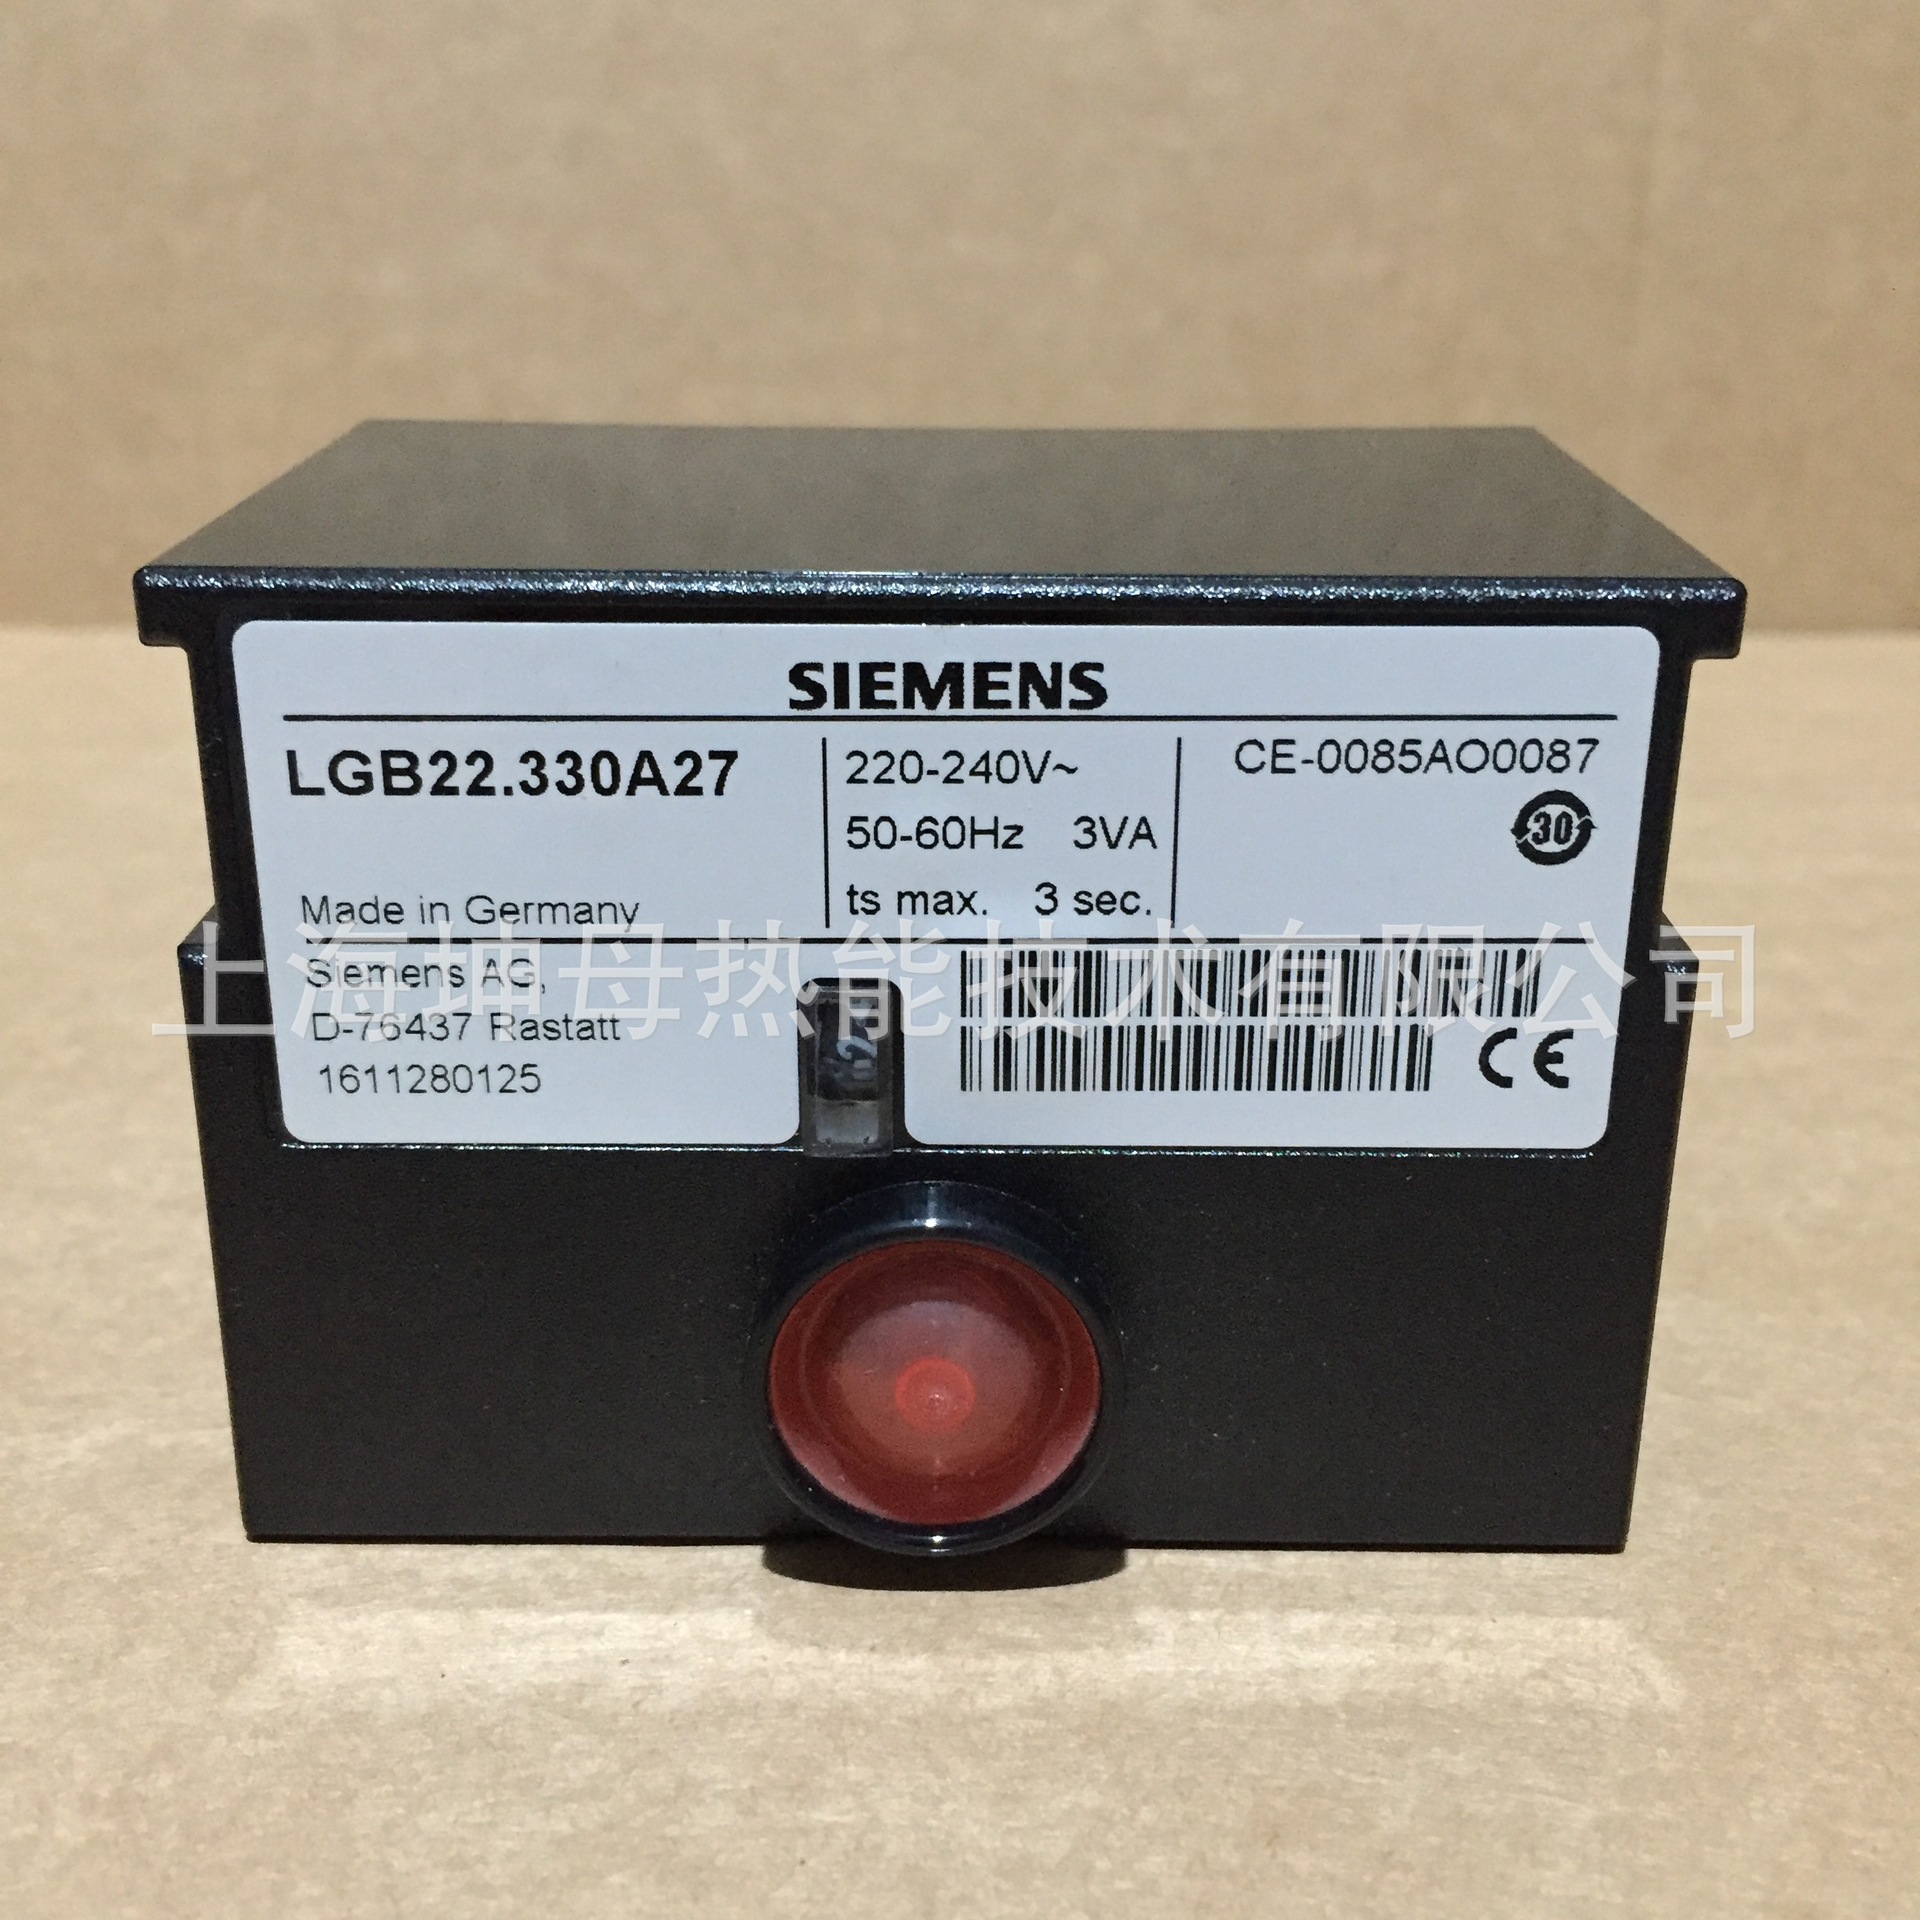 SIEMENS
LGB22.330A27
220-240V~
50-60Hz 3VA
ts max. 3 sec.
CE-0085AO0087
30
Made in Germany
上海坤母热能技术有限公司
Siemens AG,
D-76437 Rastatt
1611280125
CE